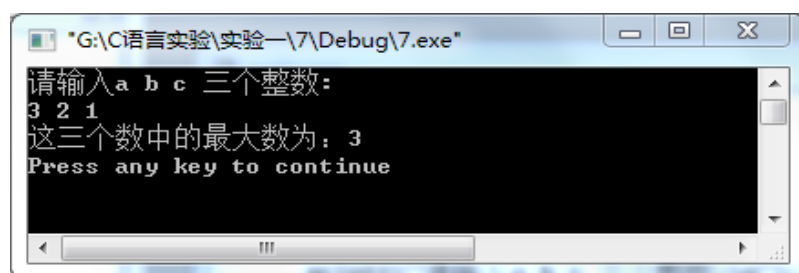 "G:\C语言实验\实验一\7\Debug\7.exe"
请输入a b c 三个整数:
3 2 1
这三个数中的最大数为：3
Press any key to continue